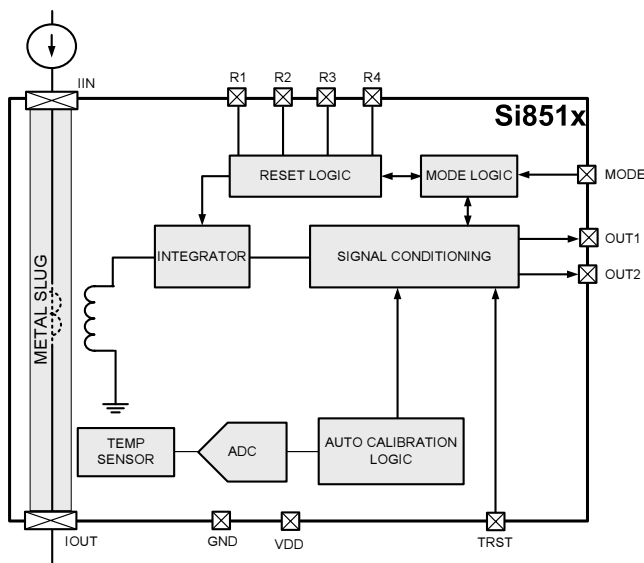 IIN
R1
R2
R3
R4
Si851x
RESET LOGIC
MODE LOGIC
MODE
INTEGRATOR
SIGNAL CONDITIONING
OUT1
OUT2
METAL SLUG
TEMP
SENSOR
ADC
AUTO CALIBRATION
LOGIC
IOUT
GND
VDD
TRST